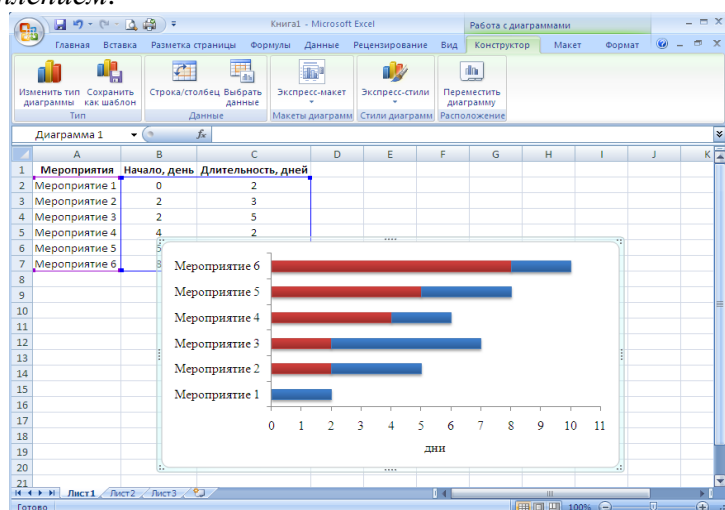 Книга1 - Microsoft Excel
Работа с диаграммами
Главная Вставка Разметка страницы Формулы Данные Рецензирование Вид Конструктор Макет Формат
Изменить тип диаграммы
Сохранить как шаблон
Строка/столбец
Выбрать данные
Экспресс-макет
Экспресс-стили
Переместить диаграмму
Тип Данные Макеты диаграмм Стили диаграмм Расположение
Диаграмма 1 fx
A B C D E F G H I J K
1 Мероприятия Начало, день Длительность, дней
2 Мероприятие 1 0 2
3 Мероприятие 2 2 3
4 Мероприятие 3 2 5
5 Мероприятие 4 4 2
6 Мероприятие 5 5
7 Мероприятие 6 8
8
9
10
11
12
13
14
15
16
17
18
19
20
21
Мероприятие 6
Мероприятие 5
Мероприятие 4
Мероприятие 3
Мероприятие 2
Мероприятие 1
0 1 2 3 4 5 6 7 8 9 10 11
дни
Лист1 Лист2 Лист3
Готово 100%